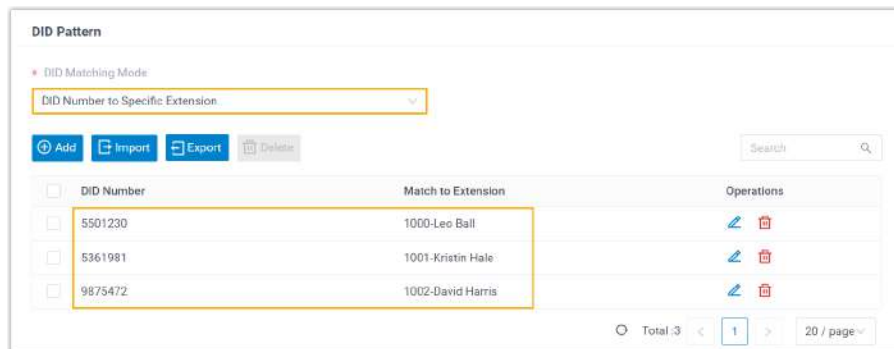 DID Pattern
* DID Matching Mode
DID Number to Specific Extension
Add Import Export Delete Search
DID Number Match to Extension Operations
5501230 1000-Leo Ball
5361981 1001-Kristin Hale
9875472 1002-David Harris
Total :3 < 1 > 20 / page